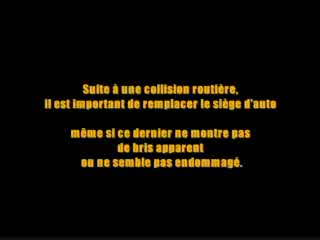 Suite à une collision routière,
il est important de remplacer le siège d'auto
même si ce dernier ne montre pas
de bris apparent
ou ne semble pas endommagé.